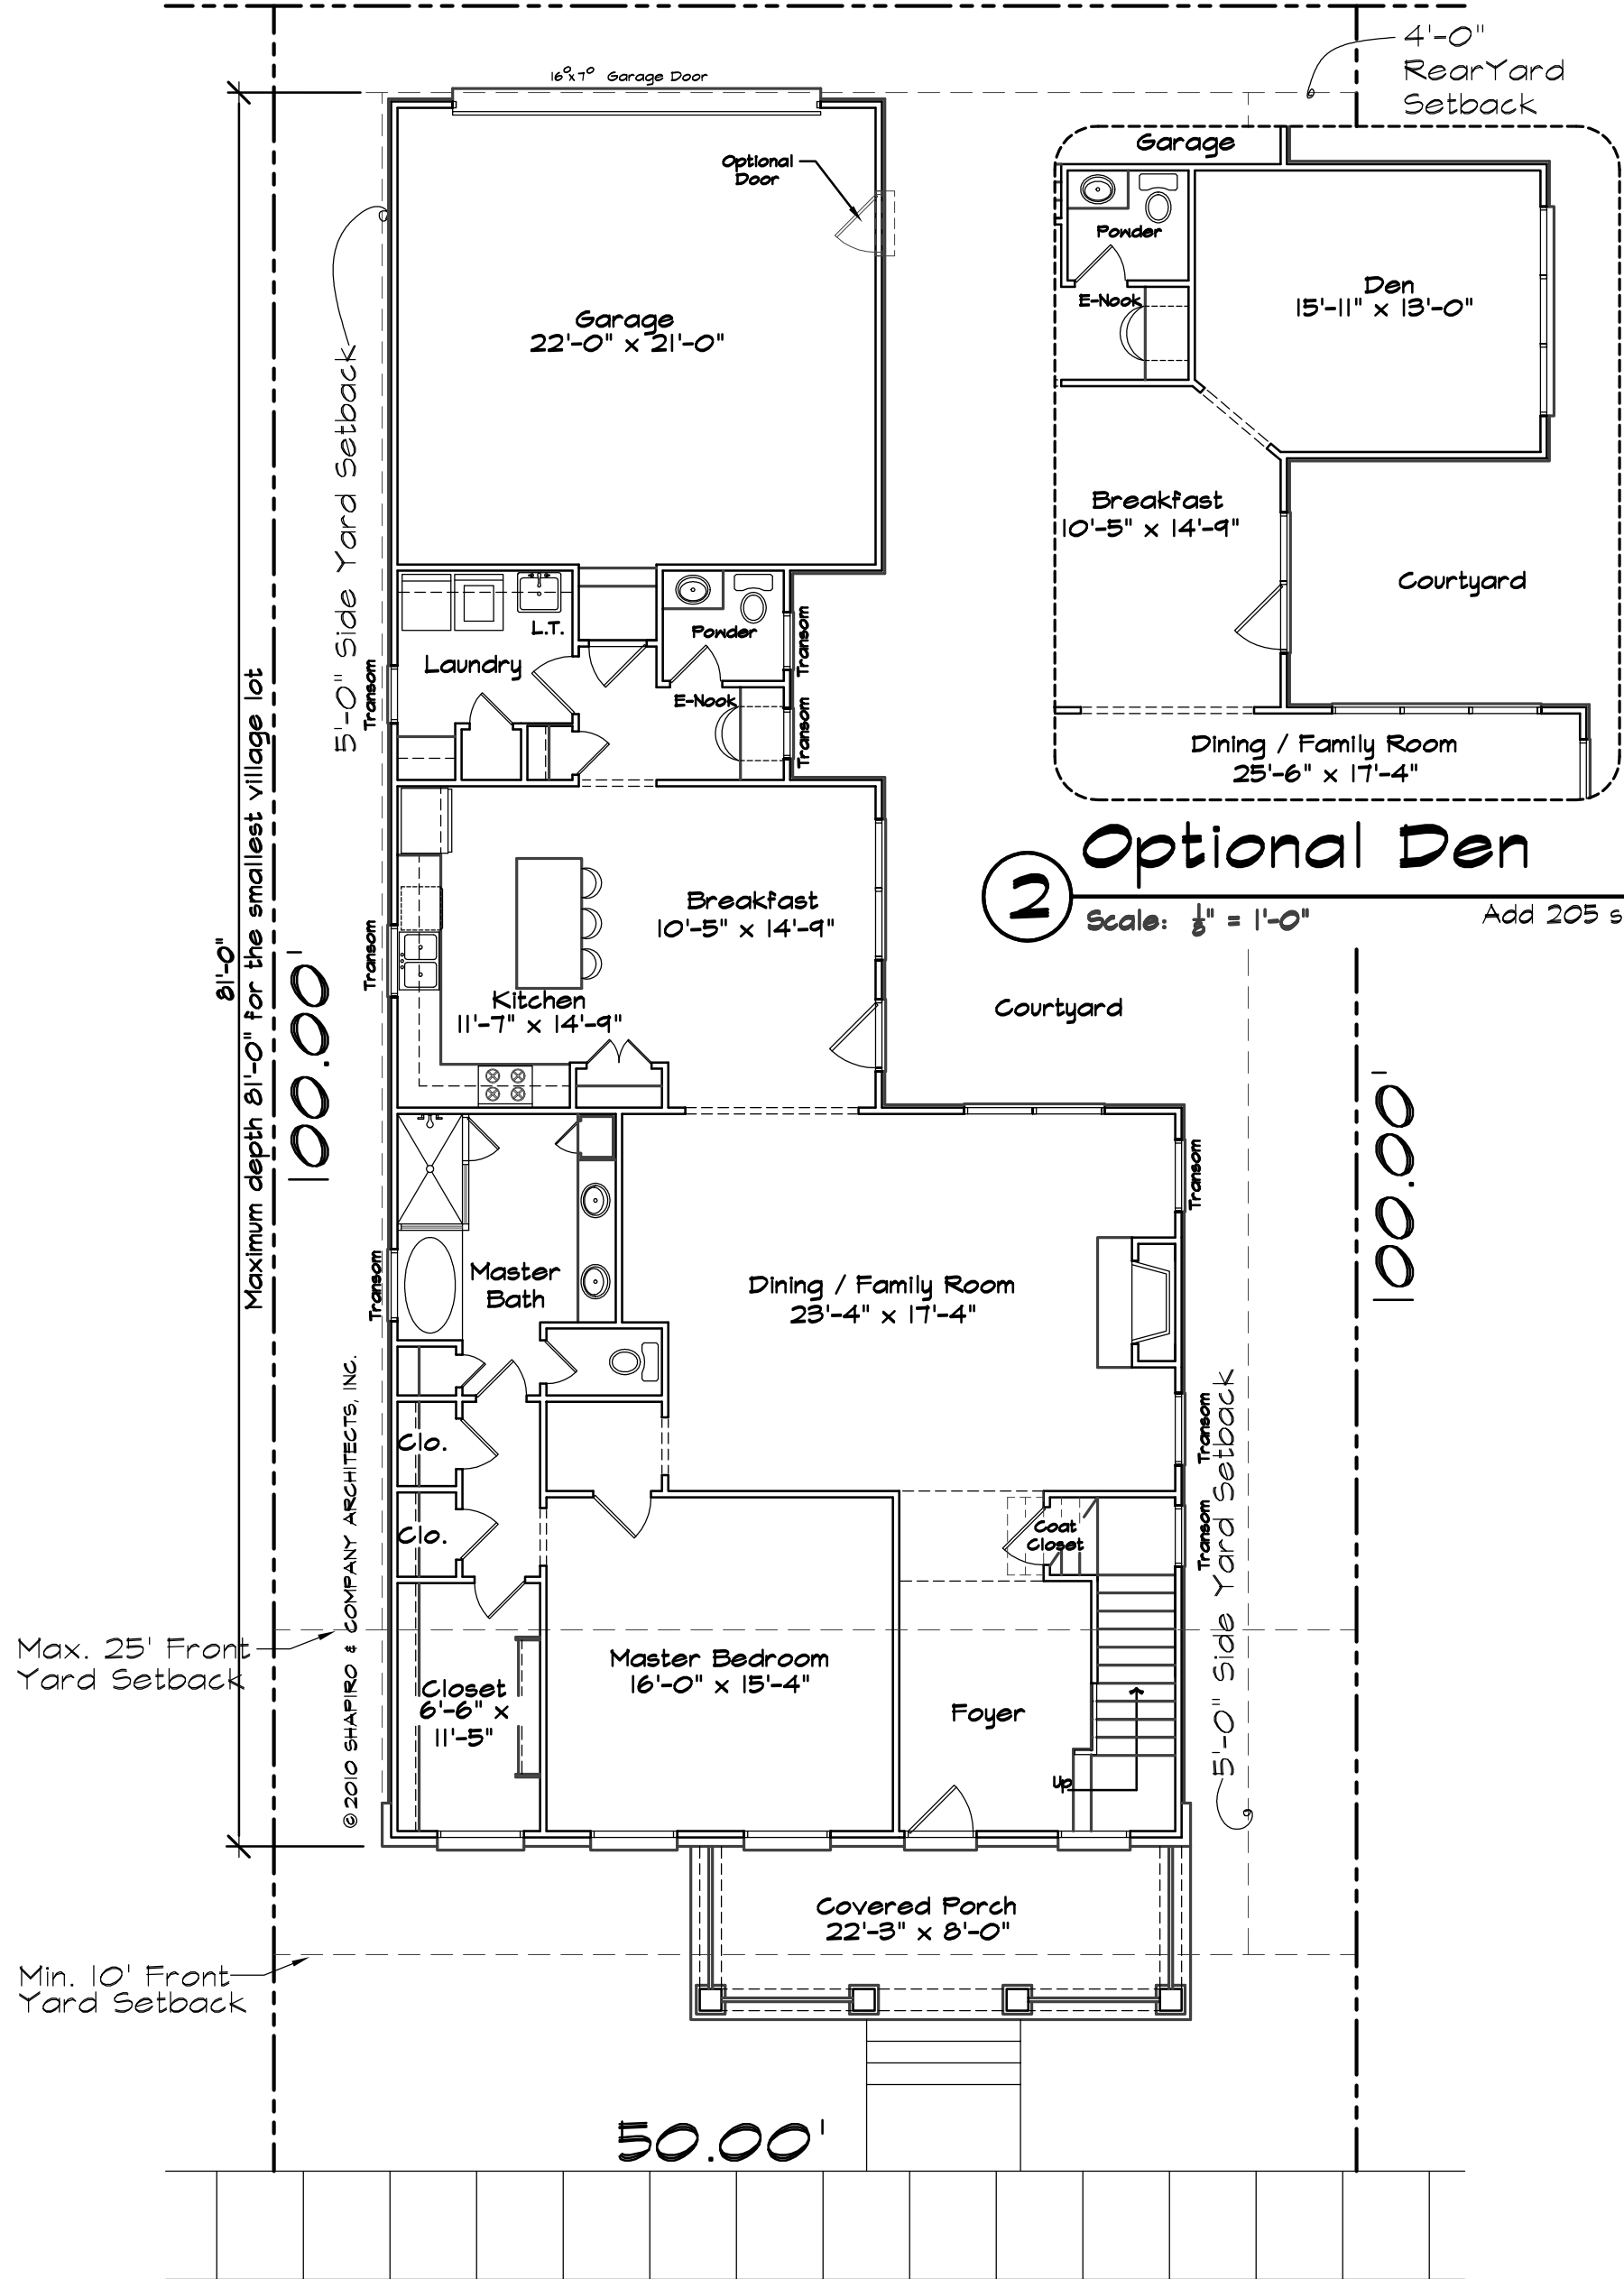 4'-0"
RearYard
Setback
16⁰x7⁰ Garage Door
Optional
Door
Garage
22'-0" x 21'-0"
5'-0" Side Yard Setback
Garage
Powder
E-Nook
Den
15'-11" x 13'-0"
Breakfast
10'-5" x 14'-9"
Courtyard
Dining / Family Room
25'-6" x 17'-4"
2
Optional Den
Scale: ⅛" = 1'-0"
Add 205 s
L.T.
Laundry
Powder
E-Nook
Transom
Transom
Transom
81'-0"
Maximum depth 81'-0" for the smallest village lot
100.00'
Transom
Breakfast
10'-5" x 14'-9"
Kitchen
11'-7" x 14'-9"
Courtyard
100.00'
Transom
Master
Bath
Dining / Family Room
23'-4" x 17'-4"
Transom
Transom
Transom
5'-0" Side Yard Setback
©2010 SHAPIRO & COMPANY ARCHITECTS, INC.
Clo.
Clo.
Coat
Closet
Max. 25' Front
Yard Setback
Closet
6'-6" x
11'-5"
Master Bedroom
16'-0" x 15'-4"
Foyer
Up
Covered Porch
22'-3" x 8'-0"
Min. 10' Front
Yard Setback
50.00'